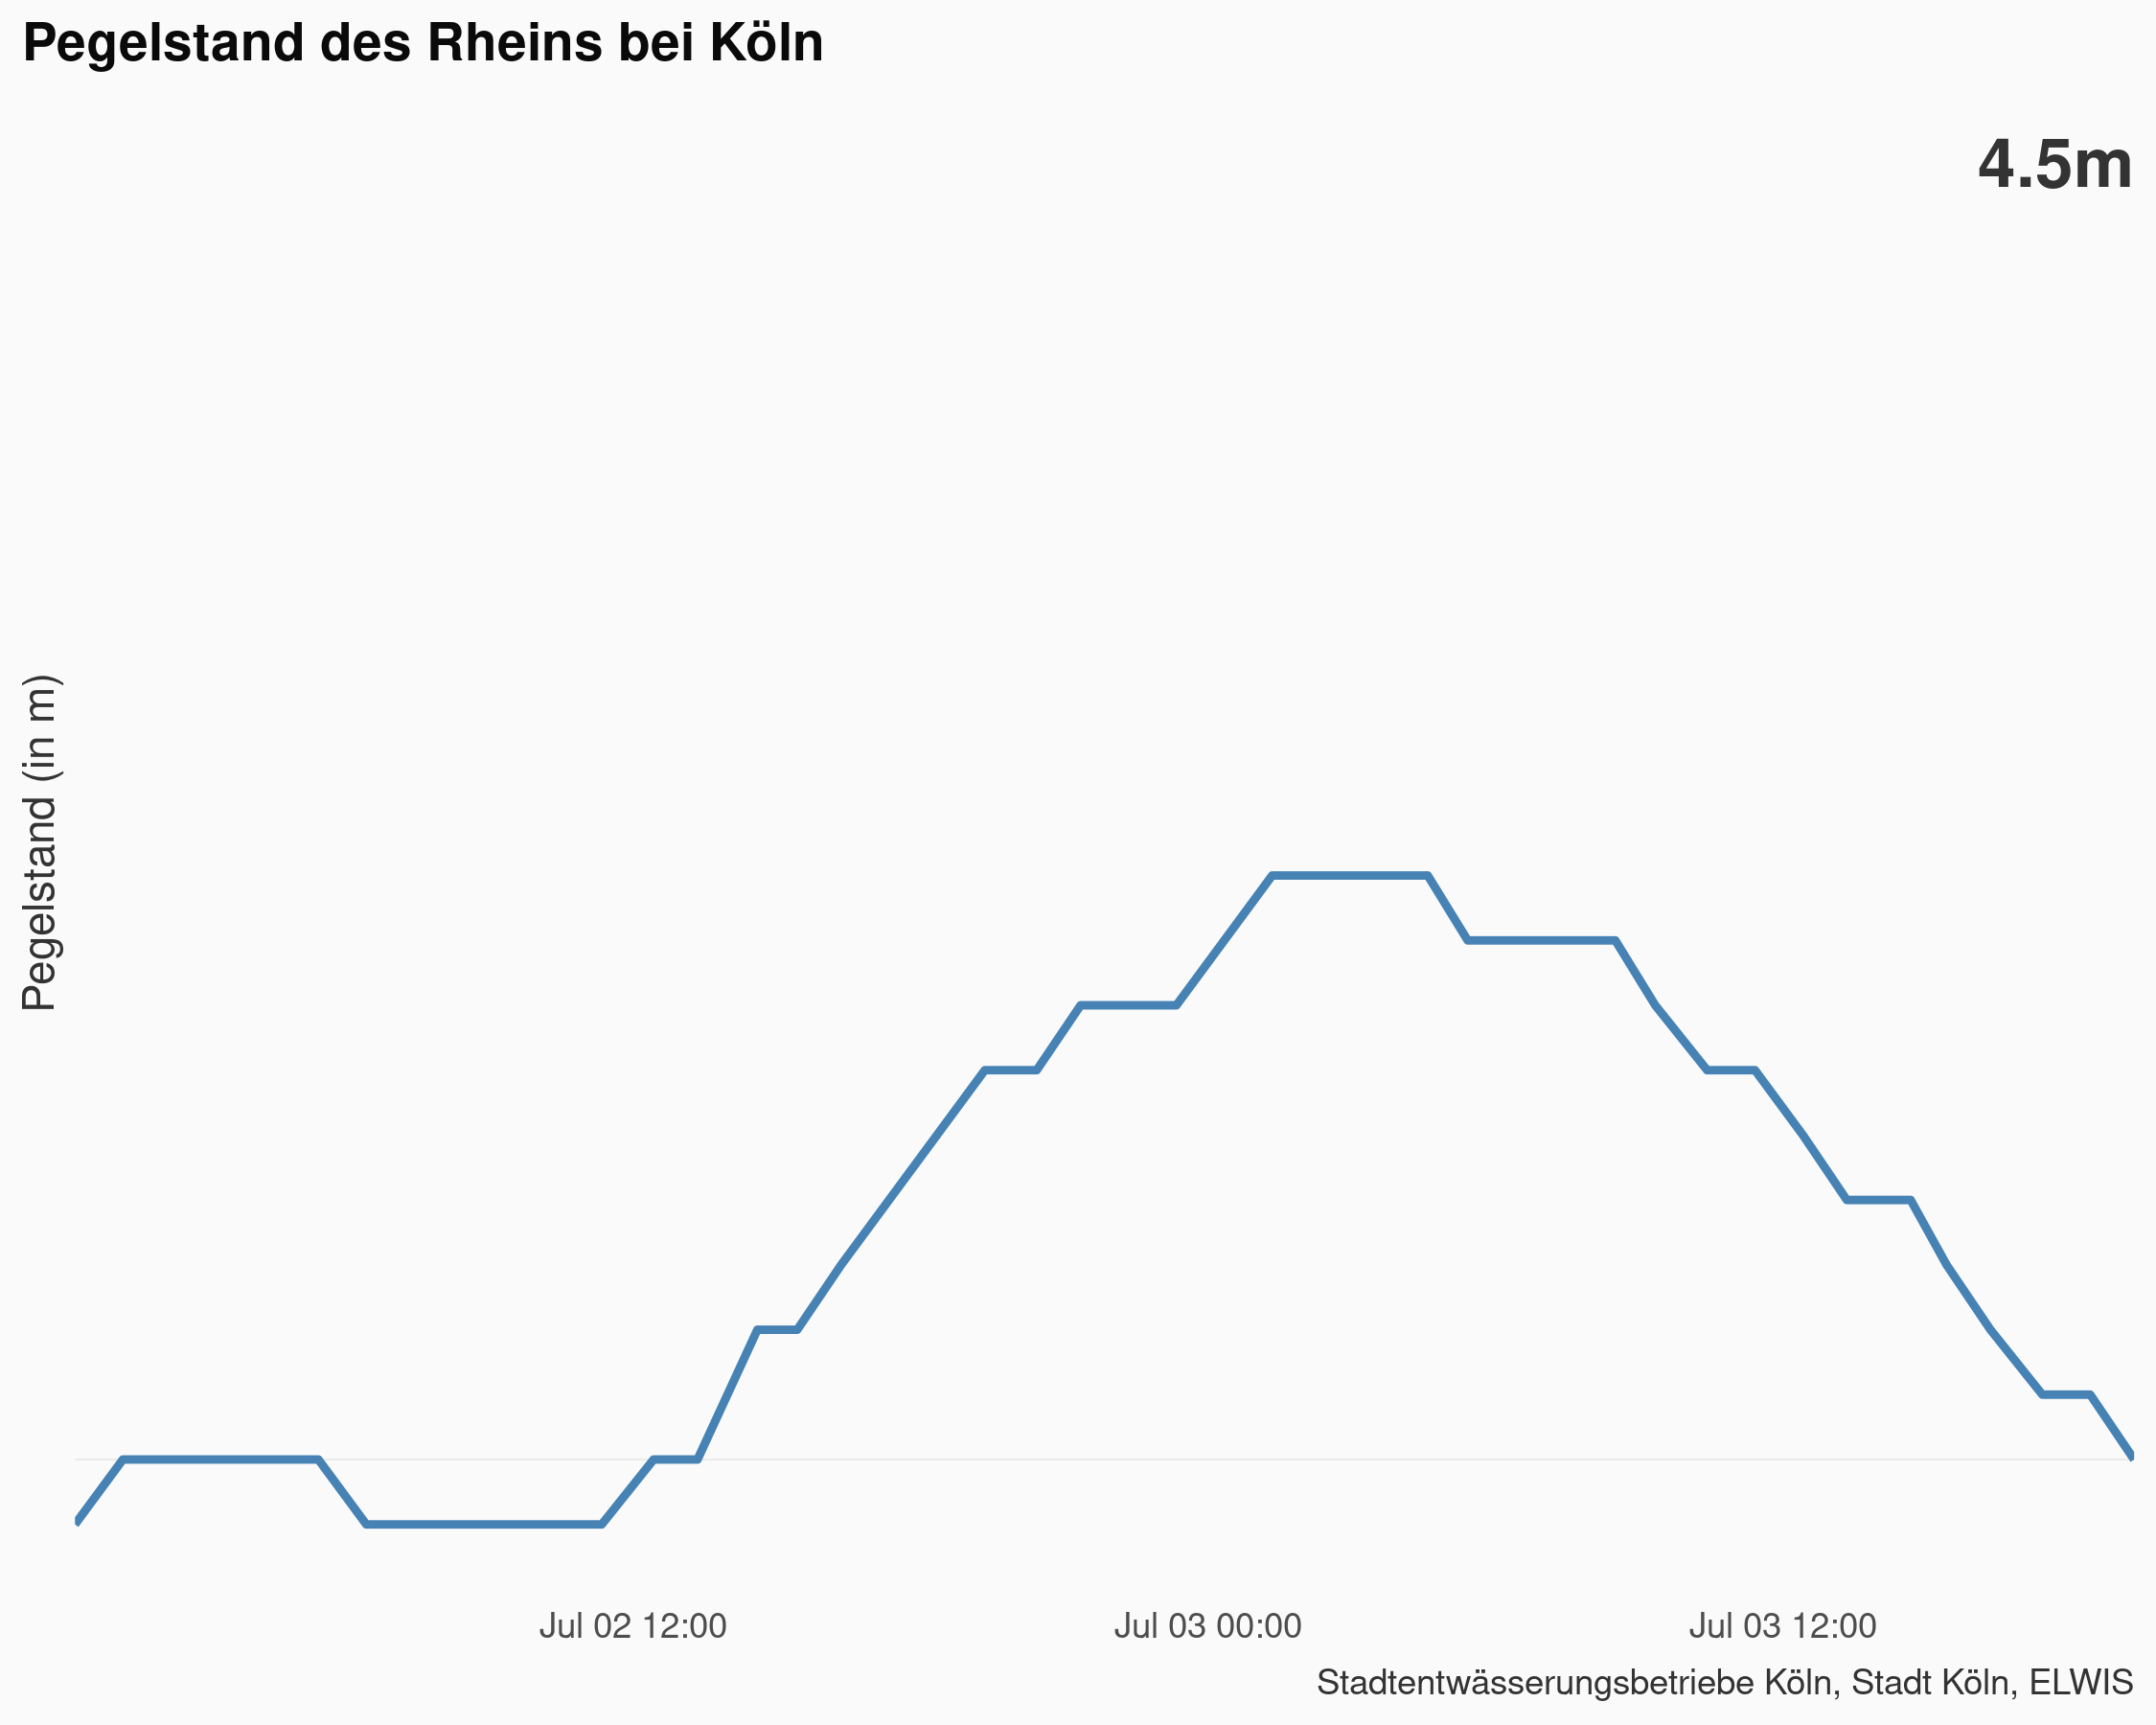 Pegelstand des Rheins bei Köln
4.5m
Pegelstand (in m)
Jul 02 12:00
Jul 03 00:00
Jul 03 12:00
Stadtentwässerungsbetriebe Köln, Stadt Köln, ELWIS